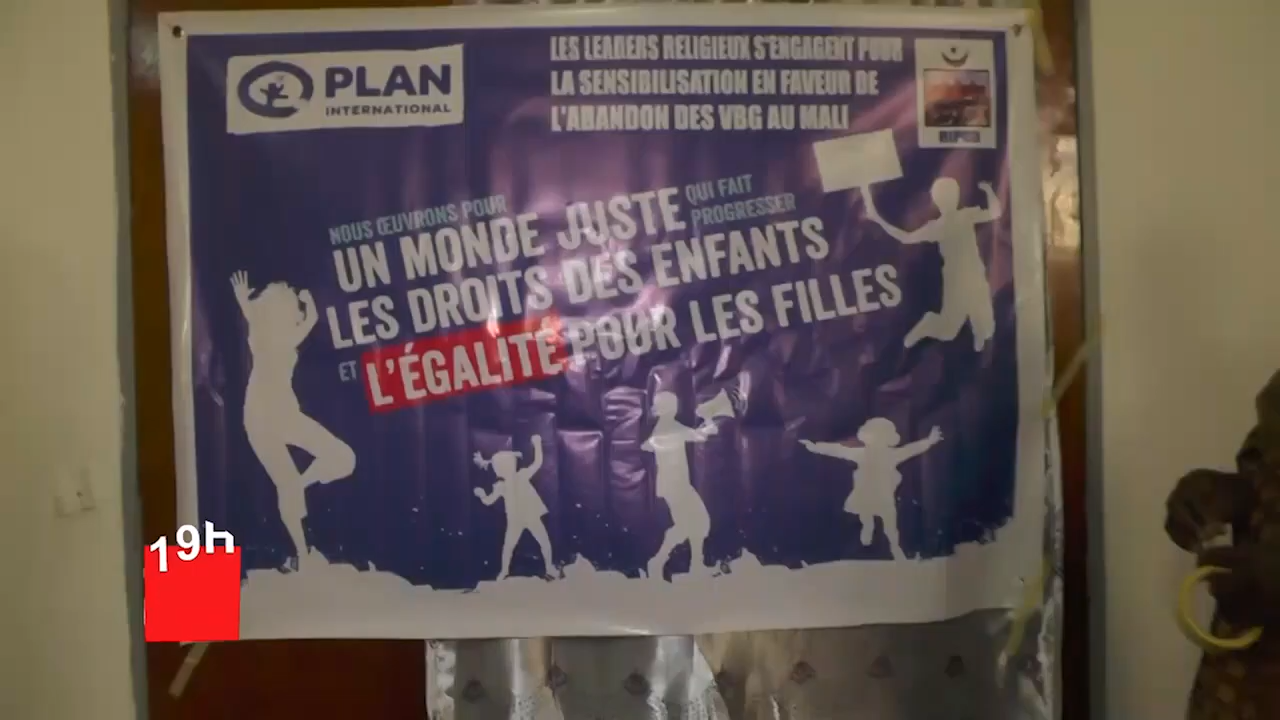 PLAN
INTERNATIONAL
LES LEADERS RELIGIEUX S'ENGAGENT POUR
LA SENSIBILISATION EN FAVEUR DE
L'ABANDON DES VBG AU MALI
NOUS ŒUVRONS POUR
UN MONDE JUSTE QUI FAIT PROGRESSER
LES DROITS DES ENFANTS
ET L'ÉGALITÉ POUR LES FILLES
19H